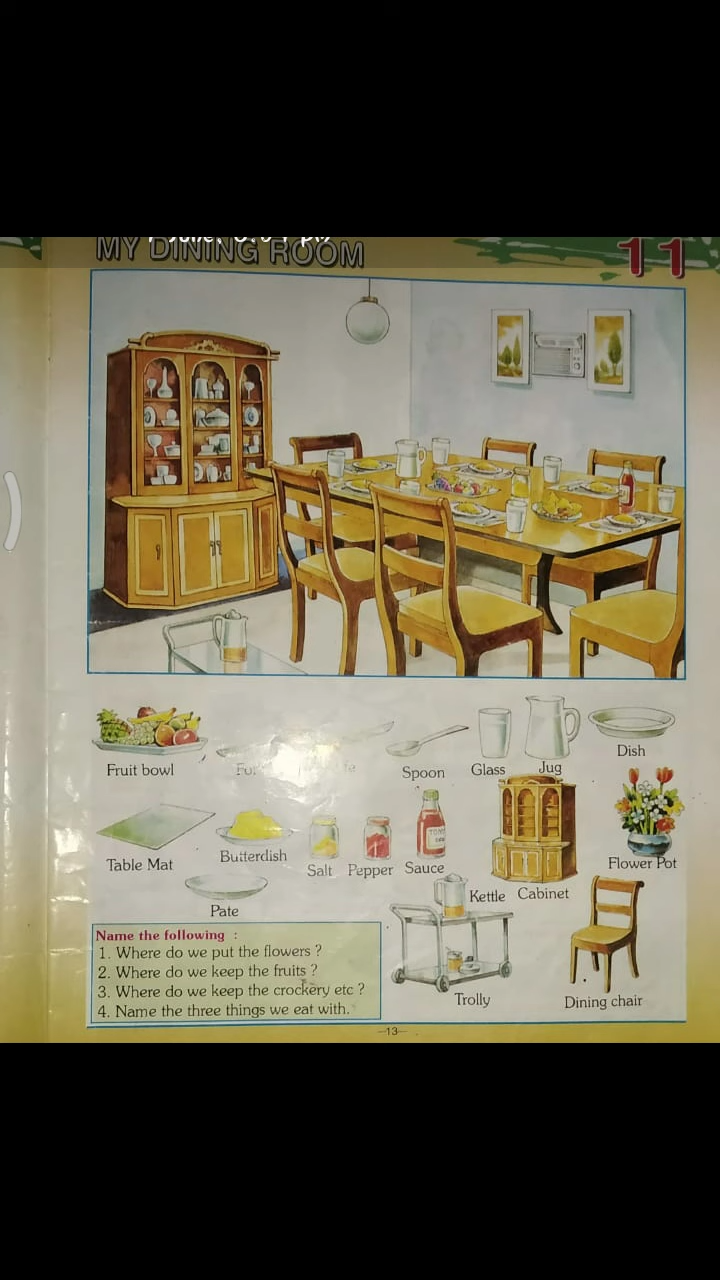 MY DINING ROOM
11
Fruit bowl
Spoon
Glass
Jug
Dish
Table Mat
Butterdish
Salt
Pepper
Sauce
Kettle
Cabinet
Flower Pot
Pate
Trolly
Dining chair
Name the following :
1. Where do we put the flowers ?
2. Where do we keep the fruits ?
3. Where do we keep the crockery etc ?
4. Name the three things we eat with.
13